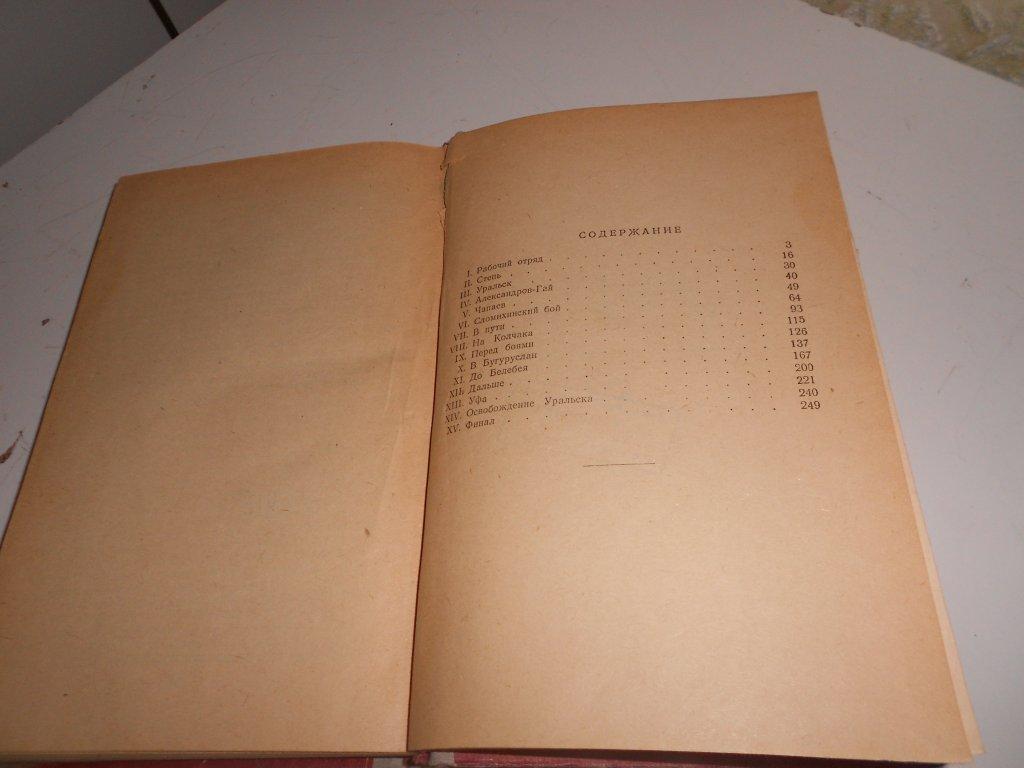 СОДЕРЖАНИЕ
I. Рабочий отряд . . . . . . . . . . 3
II. Степь . . . . . . . . . . . . 16
III. Уральск . . . . . . . . . . . 30
IV. Александров-Гай . . . . . . . . . 40
V. Чапаев . . . . . . . . . . . . 49
VI. Сломихинский бой . . . . . . . . . 64
VII. В пути . . . . . . . . . . . . 93
VIII. На Колчака . . . . . . . . . . 115
IX. Перед боями . . . . . . . . . . 126
X. В Бугуруслан . . . . . . . . . . 137
XI. До Белебея . . . . . . . . . . 167
XII. Дальше . . . . . . . . . . . 200
XIII. Уфа . . . . . . . . . . . . 221
XIV. Освобождение Уральска . . . . . . . 240
XV. Финал . . . . . . . . . . . . 249